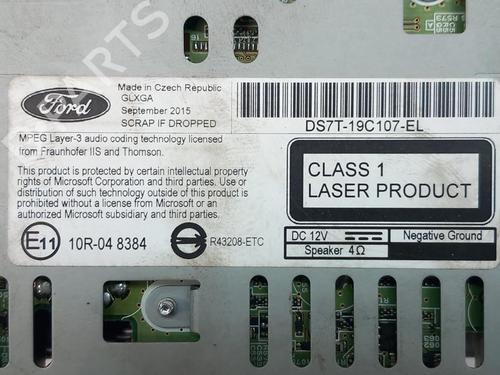 Ford
Made in Czech Republic
GLXGA
September 2015
SCRAP IF DROPPED
DS7T-19C107-EL
MPEG Layer-3 audio coding technology licensed
from Fraunhofer IIS and Thomson.
This product is protected by certain intellectual property
rights of Microsoft Corporation and third parties. Use or
distribution of such technology outside of this product is
prohibited without a license from Microsoft or an
authorized Microsoft subsidiary and third parties.
CLASS 1
LASER PRODUCT
E11 10R-04 8384
R43208-ETC
DC 12V
Negative Ground
Speaker 4Ω